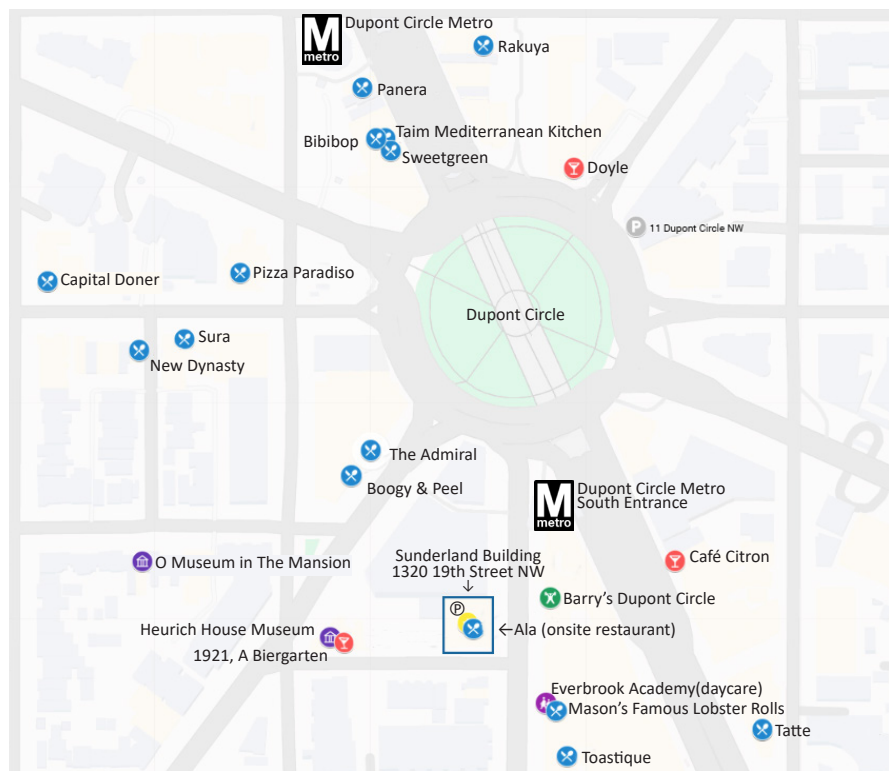 M
metro
Dupont Circle Metro
Rakuya
Panera
Taim Mediterranean Kitchen
Bibibop
Sweetgreen
Doyle
P
11 Dupont Circle NW
Capital Doner
Pizza Paradiso
Dupont Circle
Sura
New Dynasty
The Admiral
Boogy & Peel
M
metro
Dupont Circle Metro
South Entrance
Sunderland Building
1320 19th Street NW
O Museum in The Mansion
Café Citron
Barry's Dupont Circle
P
Ala (onsite restaurant)
Heurich House Museum
1921, A Biergarten
Everbrook Academy(daycare)
Mason's Famous Lobster Rolls
Tatte
Toastique